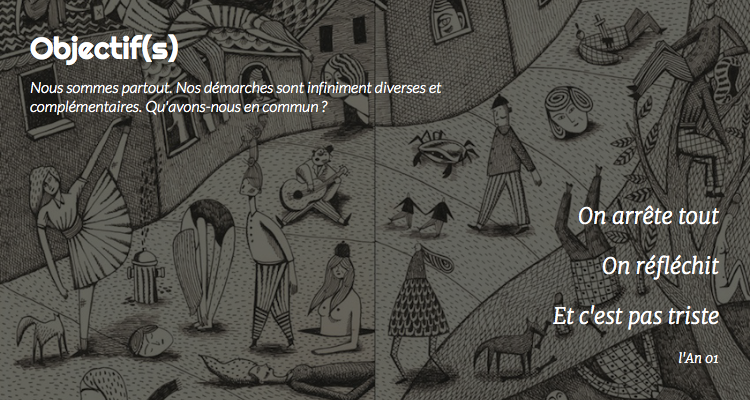 Objectif(s)
Nous sommes partout. Nos démarches sont infiniment diverses et
complémentaires. Qu'avons-nous en commun ?
On arrête tout
On réfléchit
Et c'est pas triste
l'An 01